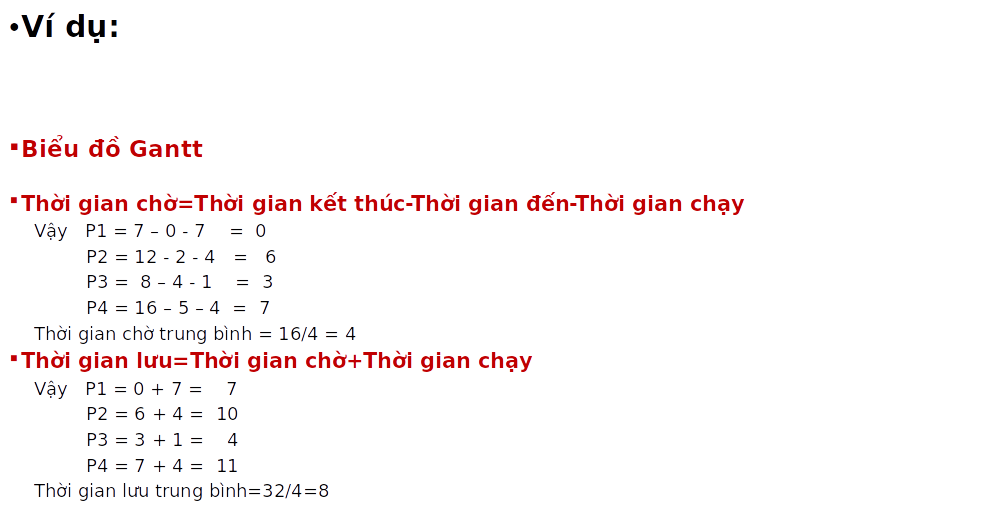 •Ví dụ:
▪Biểu đồ Gantt
▪Thời gian chờ=Thời gian kết thúc-Thời gian đến-Thời gian chạy
Vậy P1 = 7 – 0 - 7 = 0
P2 = 12 - 2 - 4 = 6
P3 = 8 – 4 - 1 = 3
P4 = 16 – 5 – 4 = 7
Thời gian chờ trung bình = 16/4 = 4
▪Thời gian lưu=Thời gian chờ+Thời gian chạy
Vậy P1 = 0 + 7 = 7
P2 = 6 + 4 = 10
P3 = 3 + 1 = 4
P4 = 7 + 4 = 11
Thời gian lưu trung bình=32/4=8